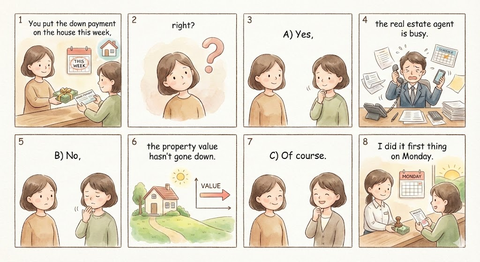 1
You put the down payment
on the house this week,
THIS
WEEK
2
right?
3
A) Yes,
4
the real estate agent
is busy.
5
B) No,
6
the property value
hasn't gone down.
VALUE
7
C) Of course.
8
I did it first thing
on Monday.
MONDAY